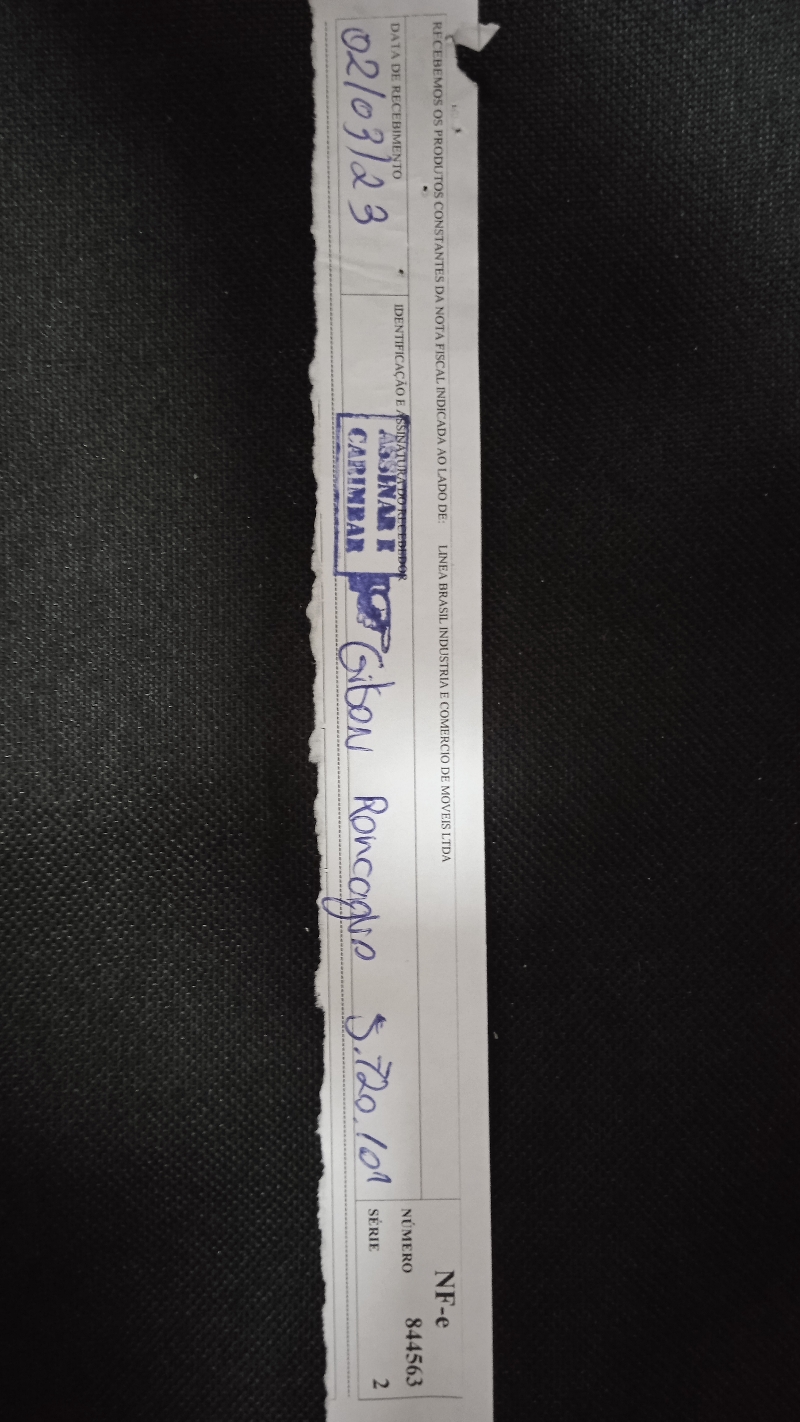 RECEBEMOS OS PRODUTOS CONSTANTES DA NOTA FISCAL INDICADA AO LADO DE: LINEA BRASIL INDUSTRIA E COMERCIO DE MOVEIS LTDA
NF-e
DATA DE RECEBIMENTO
02/03/23
IDENTIFICAÇÃO E ASSINATURA DO RECEBEDOR
ASSINAR E
CARIMBAR
Gibon Roncaglio 5.720.101
NÚMERO 844563
SÉRIE 2